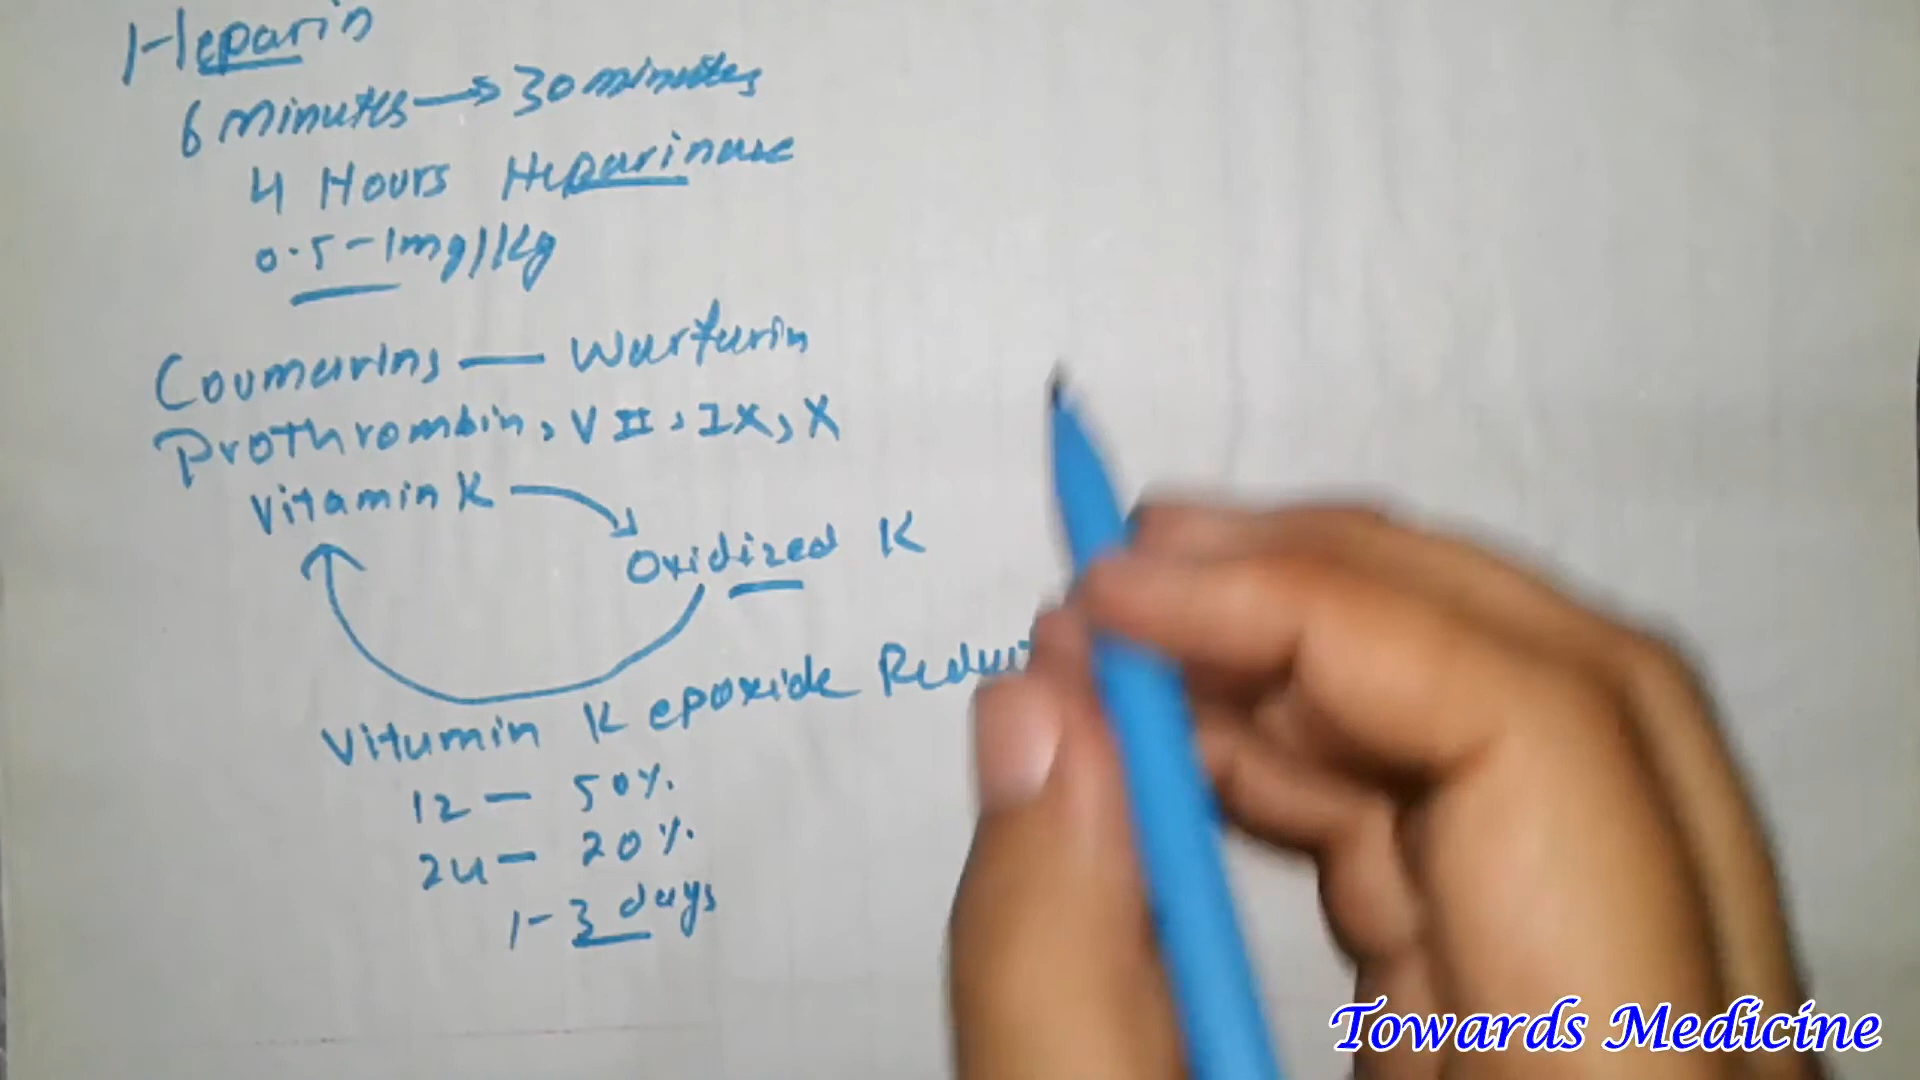 Heparin
6 minutes → 30 minutes
4 Hours Heparinase
0.5-1mg/Kg
Coumarins — Warfarin
Prothrombin, VII, IX, X
Vitamin K → Oxidized K
Vitamin K epoxide
12 - 50%
24 - 20%
1-3 days
Towards Medicine